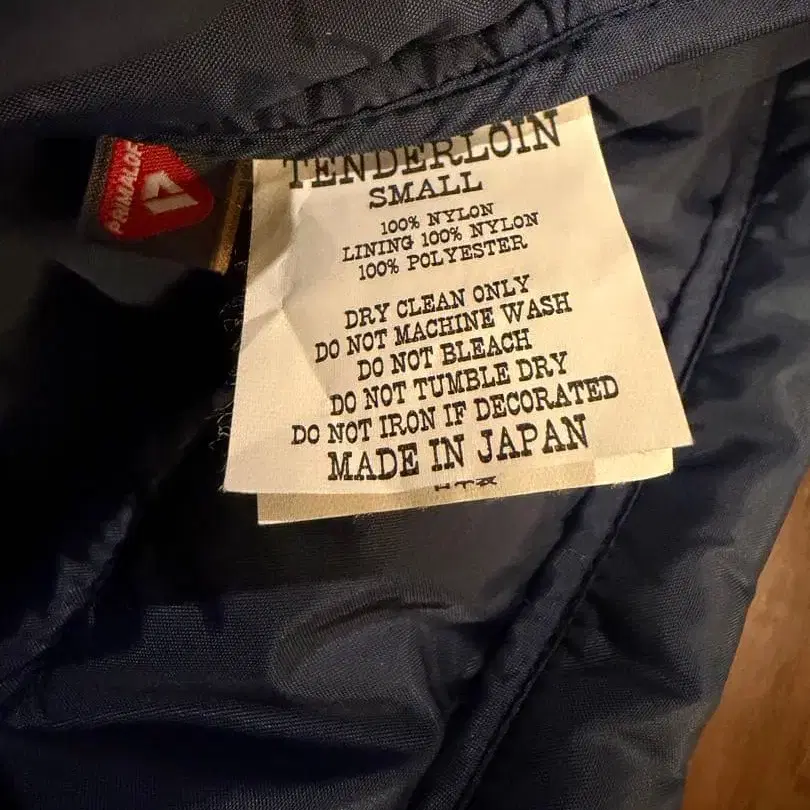 PRIMALOF
TENDERLOIN
SMALL
100% NYLON
LINING 100% NYLON
100% POLYESTER
DRY CLEAN ONLY
DO NOT MACHINE WASH
DO NOT BLEACH
DO NOT TUMBLE DRY
DO NOT IRON IF DECORATED
MADE IN JAPAN